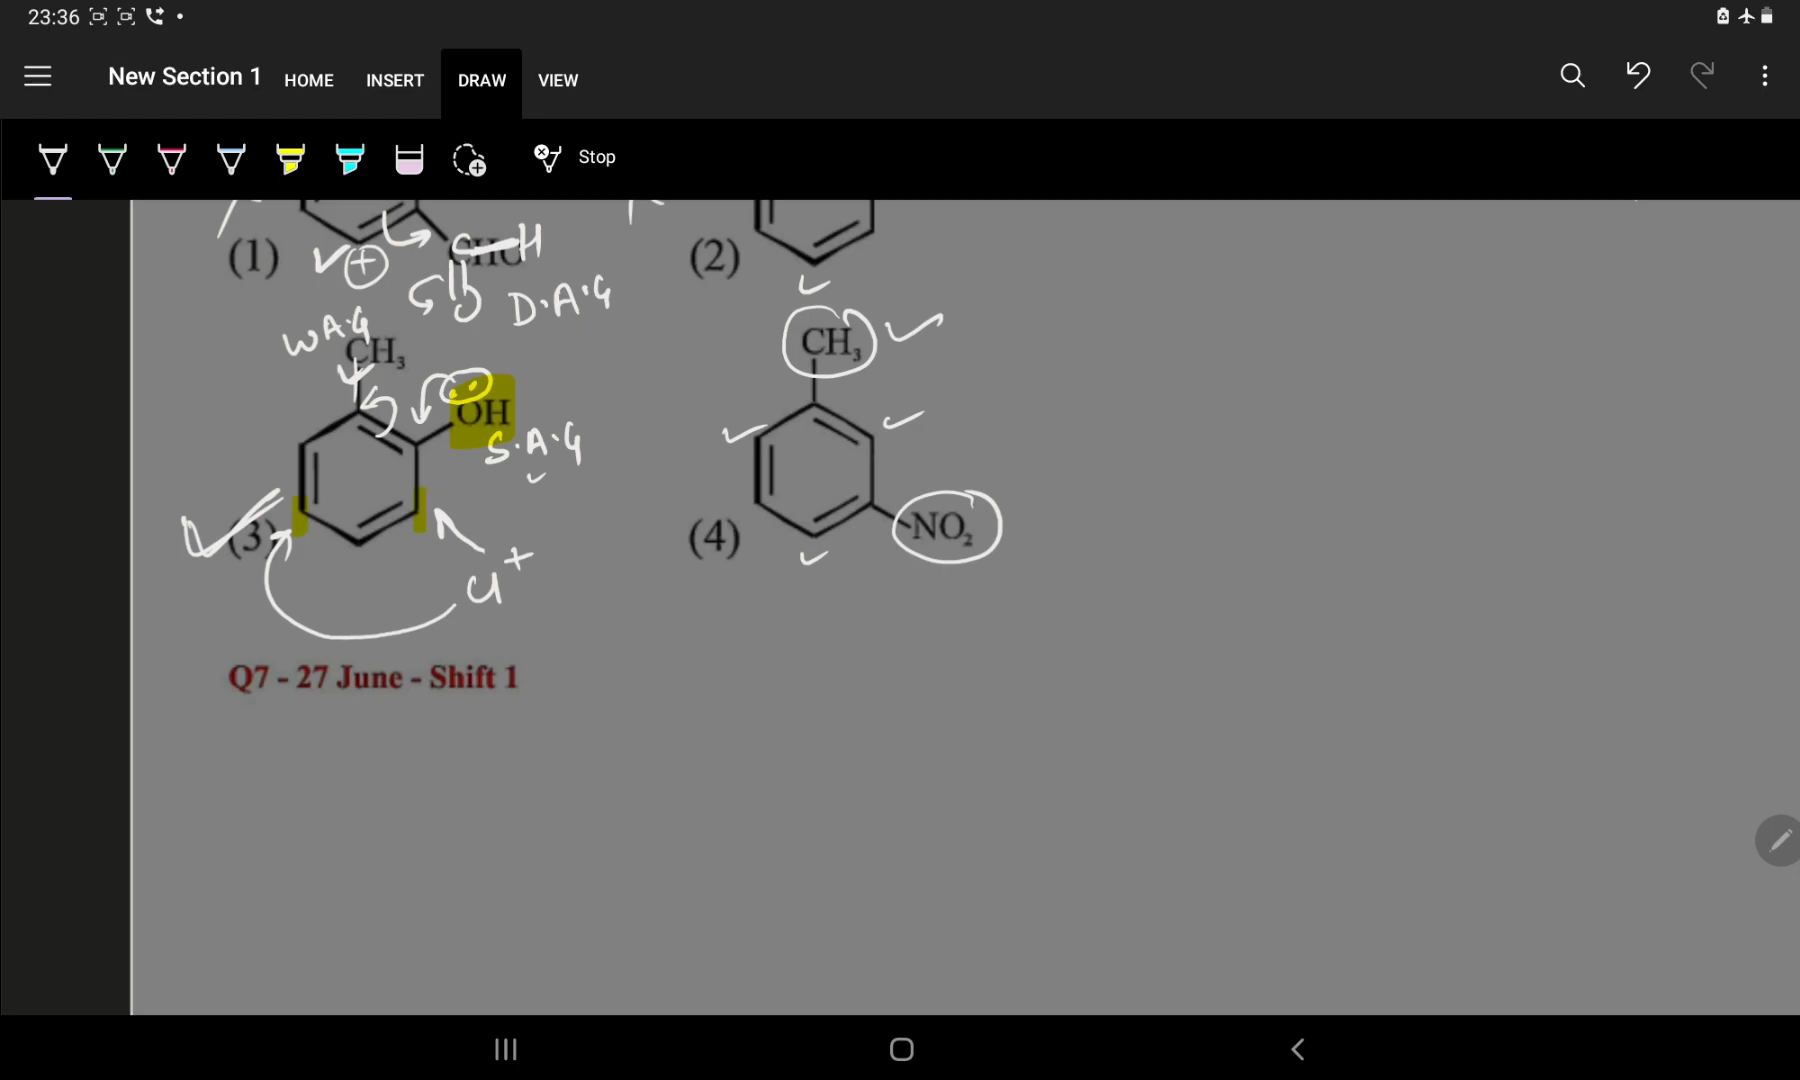 23:36
New Section 1 HOME INSERT DRAW VIEW
Stop
(1) + C H CHO
O D.A.G
(2)
W A.G
CH₃
OH
S.A.G
(3)
Cl +
CH₃
NO₂
(4)
Q7 - 27 June - Shift 1